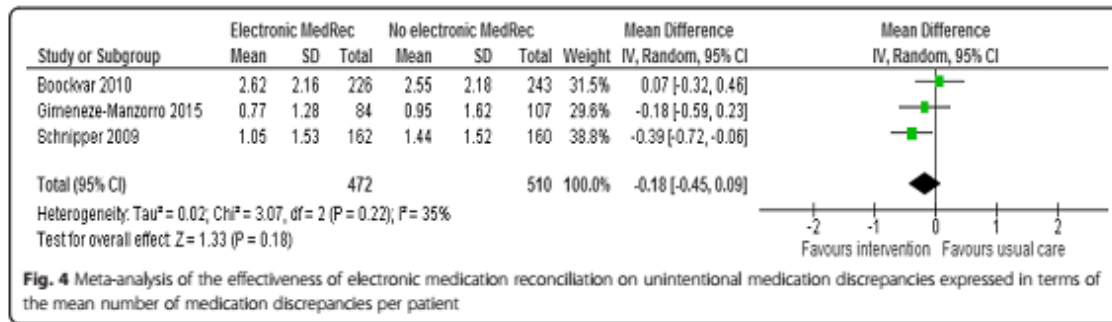 Electronic MedRec No electronic MedRec Mean Difference Mean Difference
Study or Subgroup Mean SD Total Mean SD Total Weight IV, Random, 95% CI IV, Random, 95% CI
Boockvar 2010 2.62 2.16 226 2.55 2.18 243 31.5% 0.07 [-0.32, 0.46]
Gimeneze-Manzorro 2015 0.77 1.28 84 0.95 1.62 107 29.6% -0.18 [-0.59, 0.23]
Schnipper 2009 1.05 1.53 162 1.44 1.52 160 38.8% -0.39 [-0.72, -0.06]
Total (95% CI) 472 510 100.0% -0.18 [-0.45, 0.09]
Heterogeneity: Tau² = 0.02; Chi² = 3.07, df = 2 (P = 0.22); I² = 35%
Test for overall effect: Z = 1.33 (P = 0.18)
-2 -1 0 1 2
Favours intervention Favours usual care
Fig. 4 Meta-analysis of the effectiveness of electronic medication reconciliation on unintentional medication discrepancies expressed in terms of
the mean number of medication discrepancies per patient